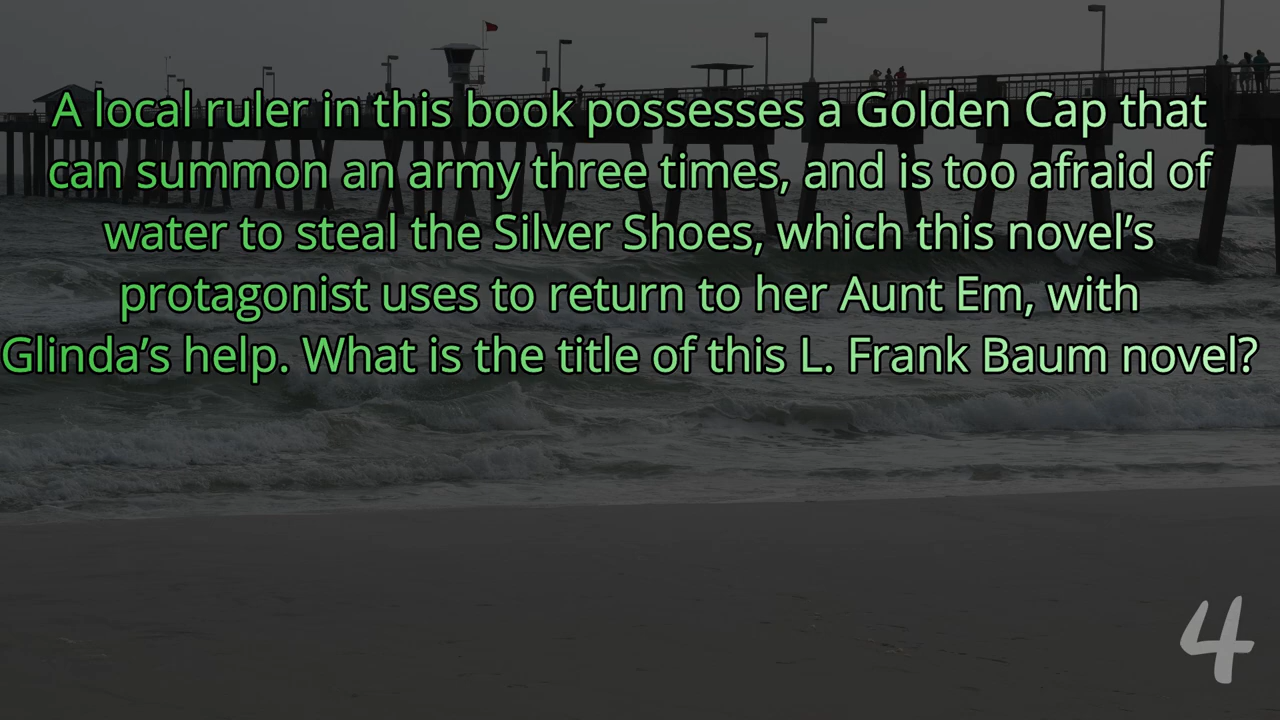 A local ruler in this book possesses a Golden Cap that
can summon an army three times, and is too afraid of
water to steal the Silver Shoes, which this novel’s
protagonist uses to return to her Aunt Em, with
Glinda’s help. What is the title of this L. Frank Baum novel?
4